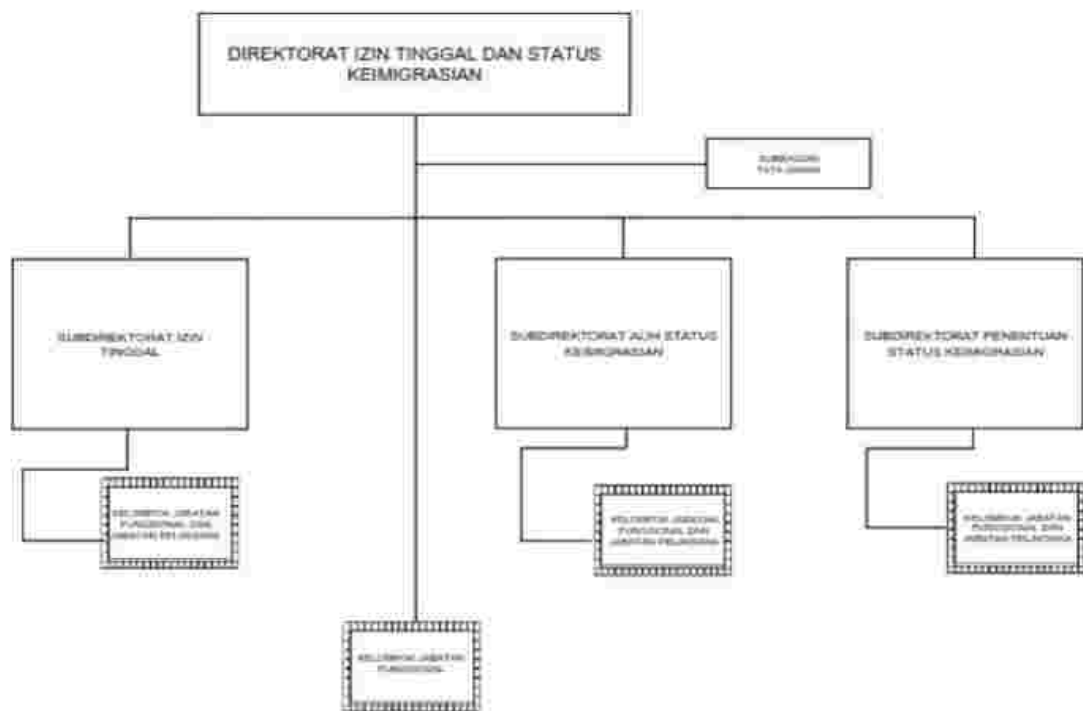 DIREKTORAT IZIN TINGGAL DAN STATUS
KEIMIGRASIAN
SUBBAGIAN
TATA USAHA
SUBDIREKTORAT IZIN
TINGGAL
SUBDIREKTORAT ALIH STATUS
KEIMIGRASIAN
SUBDIREKTORAT PENENTUAN
STATUS KEIMIGRASIAN
KELOMPOK JABATAN
FUNGSIONAL DAN
JABATAN PELAKSANA
KELOMPOK JABATAN
FUNGSIONAL DAN
JABATAN PELAKSANA
KELOMPOK JABATAN
FUNGSIONAL DAN
JABATAN PELAKSANA
KELOMPOK JABATAN
FUNGSIONAL